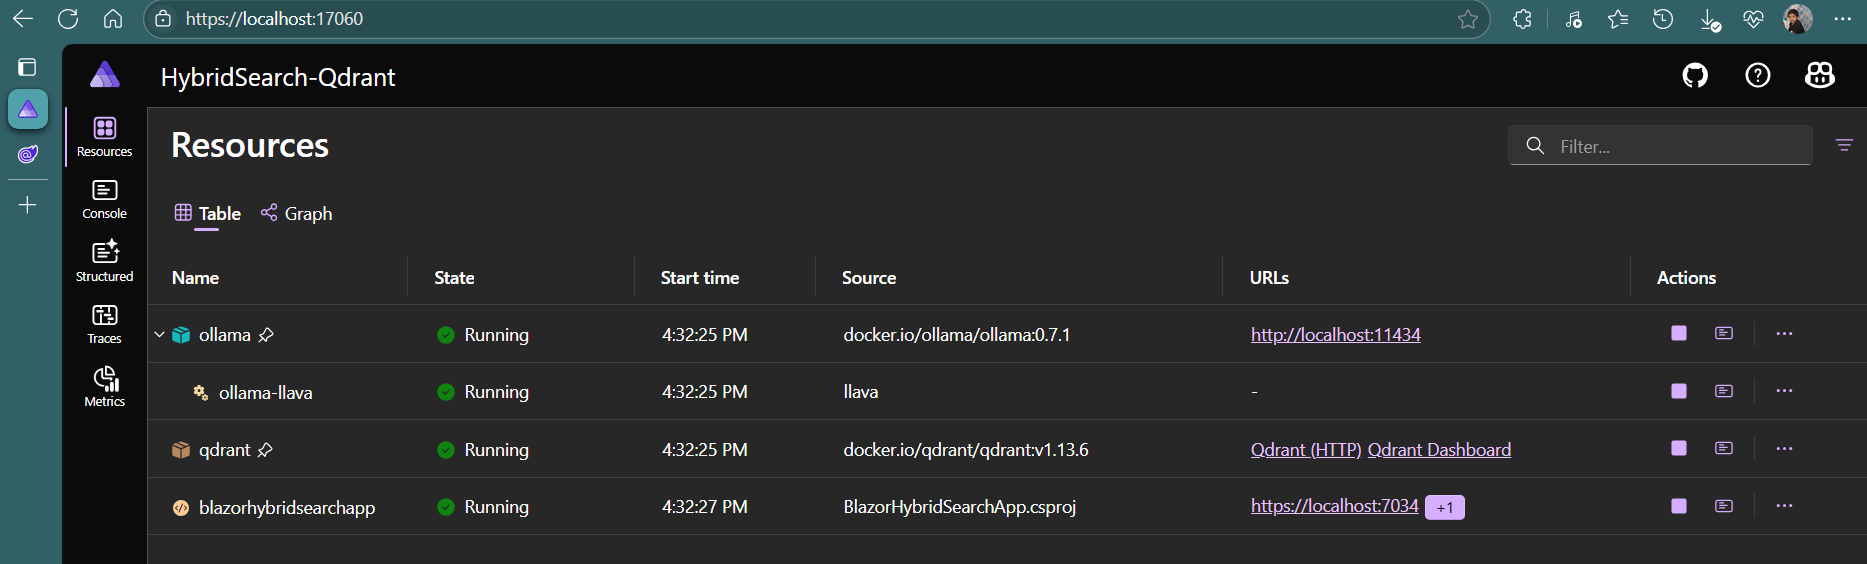 https://localhost:17060
HybridSearch-Qdrant
Resources
Filter...
Resources
Table Graph
Console
Structured
Traces
Metrics
Name State Start time Source URLs Actions
ollama Running 4:32:25 PM docker.io/ollama/ollama:0.7.1 http://localhost:11434
ollama-llava Running 4:32:25 PM llava -
qdrant Running 4:32:25 PM docker.io/qdrant/qdrant:v1.13.6 Qdrant (HTTP) Qdrant Dashboard
blazorhybridsearchapp Running 4:32:27 PM BlazorHybridSearchApp.csproj https://localhost:7034 +1